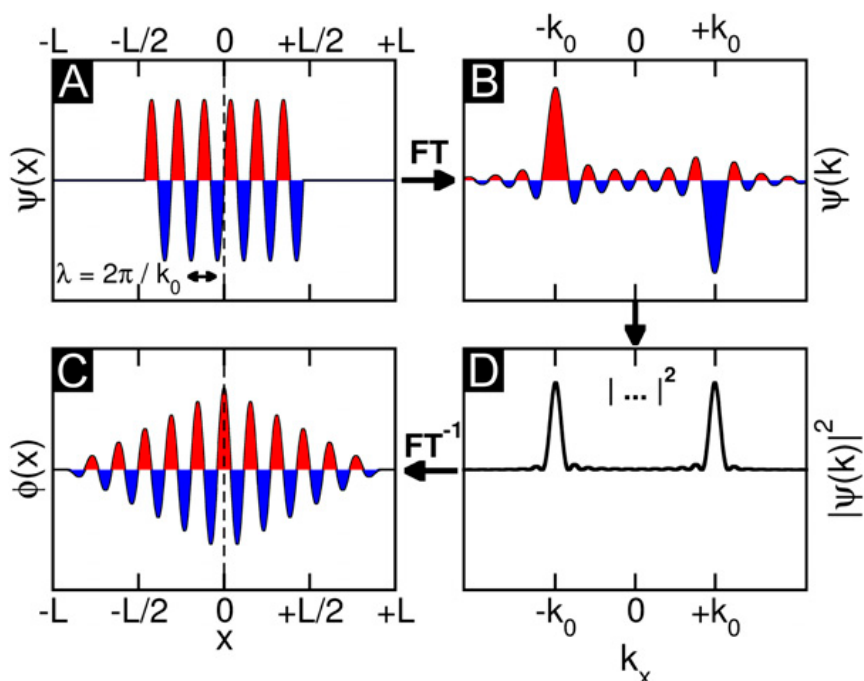 -L -L/2 0 +L/2 +L
-k₀ 0 +k₀
A
ψ(x)
λ = 2π / k₀
FT
B
ψ(k)
C
ϕ(x)
FT⁻¹
D
| ... |²
|ψ(k)|²
-L -L/2 0 +L/2 +L
x
-k₀ 0 +k₀
kₓ